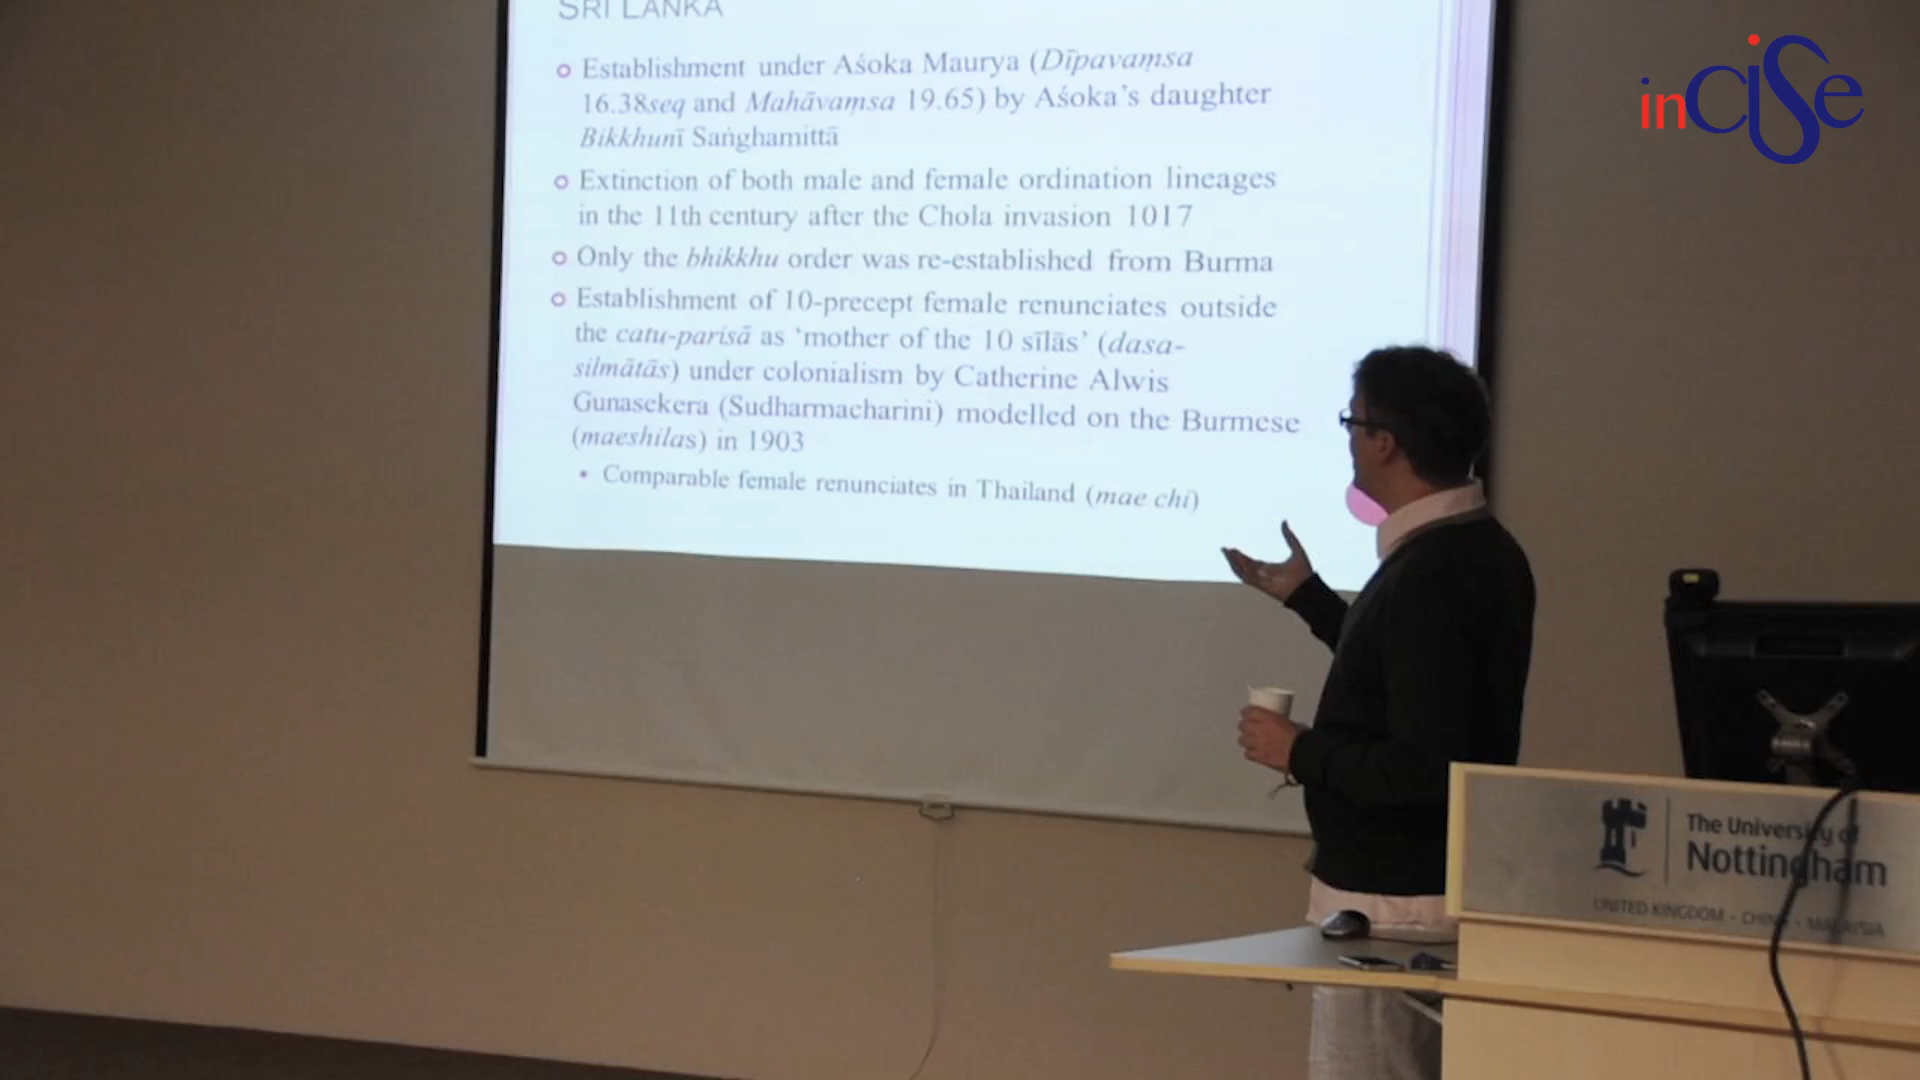 SRI LANKA
Establishment under Aśoka Maurya (Dīpavaṃsa
16.38seq and Mahāvaṃsa 19.65) by Aśoka's daughter
Bikkhunī Saṅghamittā
Extinction of both male and female ordination lineages
in the 11th century after the Chola invasion 1017
Only the bhikkhu order was re-established from Burma
Establishment of 10-precept female renunciates outside
the catu-parisā as 'mother of the 10 sīlās' (dasa-
silmātās) under colonialism by Catherine Alwis
Gunasekera (Sudharmacharini) modelled on the Burmese
(maeshilas) in 1903
Comparable female renunciates in Thailand (mae chi)
inCiSe
The University of
Nottingham
UNITED KINGDOM · CHINA · MALAYSIA